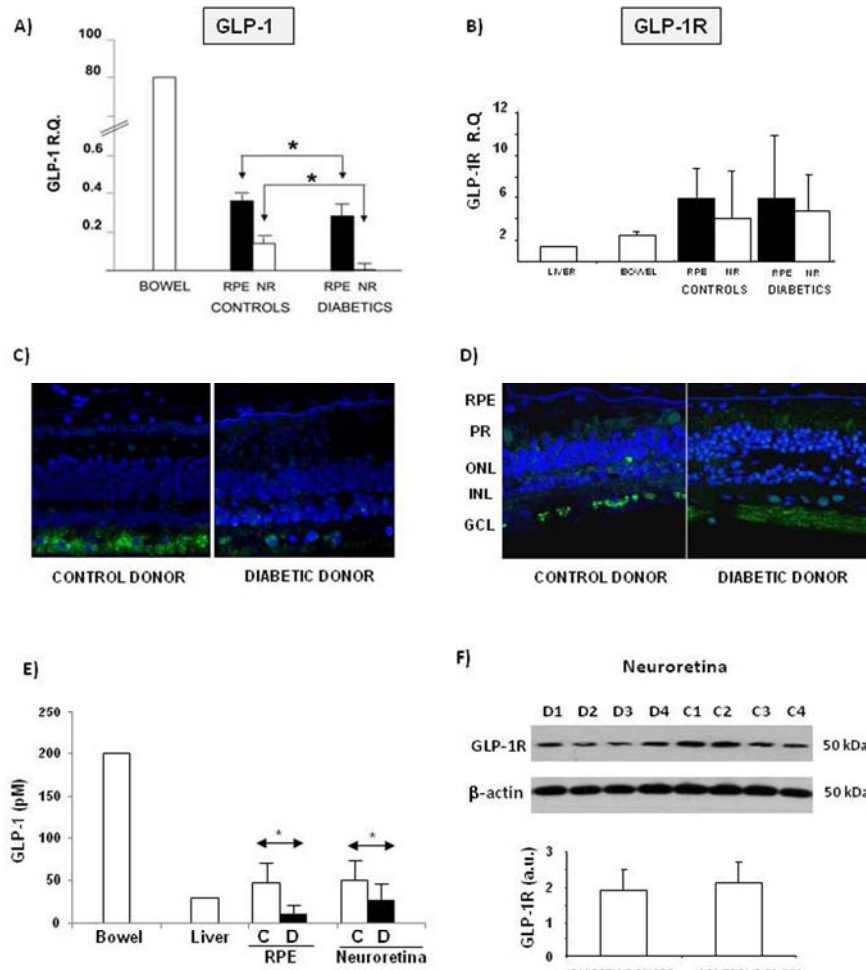 A)
GLP-1
GLP-1 R.Q.
100
80
0.6
0.4
0.2
*
*
BOWEL
RPE NR
CONTROLS
RPE NR
DIABETICS
B)
GLP-1R
GLP-1R R.Q
12
10
6
2
LIVER
BOWEL
RPE NR
CONTROLS
RPE NR
DIABETICS
C)
CONTROL DONOR
DIABETIC DONOR
D)
RPE
PR
ONL
INL
GCL
CONTROL DONOR
DIABETIC DONOR
E)
GLP-1 (pM)
250
200
150
100
50
0
*
*
Bowel
Liver
C D
RPE
C D
Neuroretina
F)
Neuroretina
D1 D2 D3 D4 C1 C2 C3 C4
GLP-1R
50 kDa
β-actin
50 kDa
GLP-1R (a.u.)
3
2
1
0